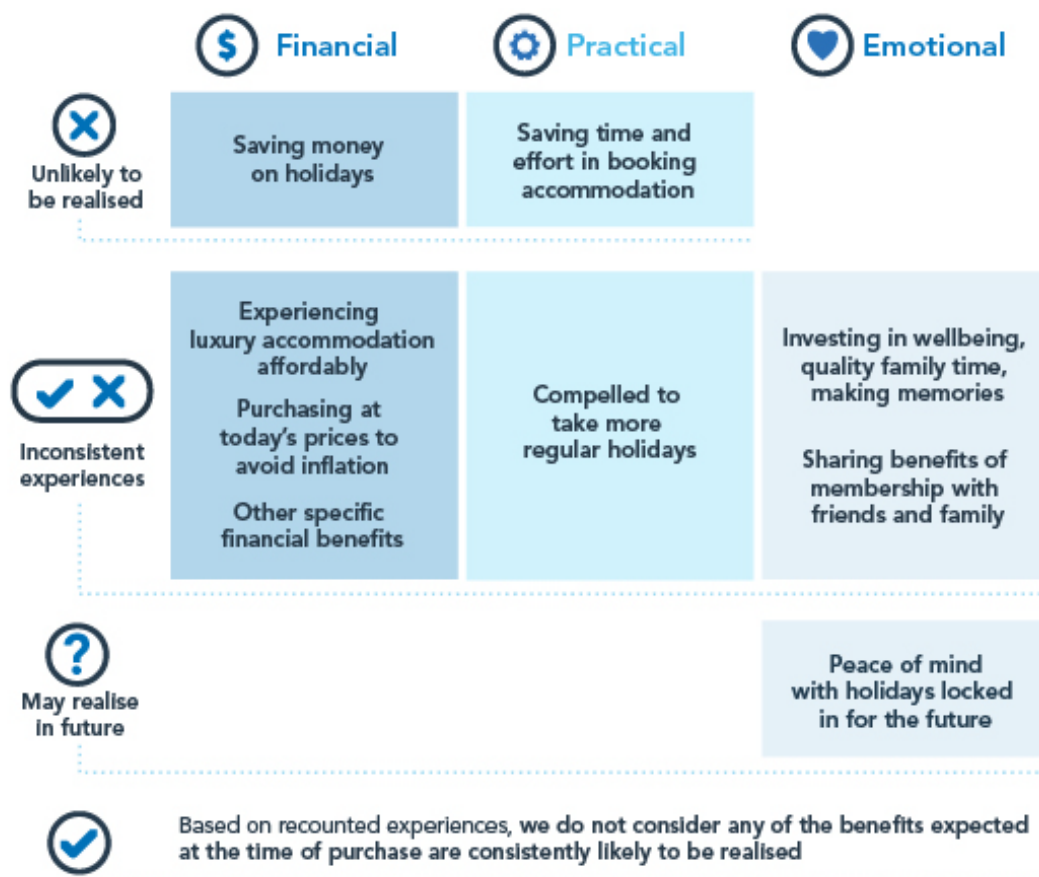 $ Financial
Practical
Emotional
Unlikely to
be realised
Saving money
on holidays
Saving time and
effort in booking
accommodation
Inconsistent
experiences
Experiencing
luxury accommodation
affordably
Purchasing at
today's prices to
avoid inflation
Other specific
financial benefits
Compelled to
take more
regular holidays
Investing in wellbeing,
quality family time,
making memories
Sharing benefits of
membership with
friends and family
?
May realise
in future
Peace of mind
with holidays locked
in for the future
Based on recounted experiences, we do not consider any of the benefits expected
at the time of purchase are consistently likely to be realised